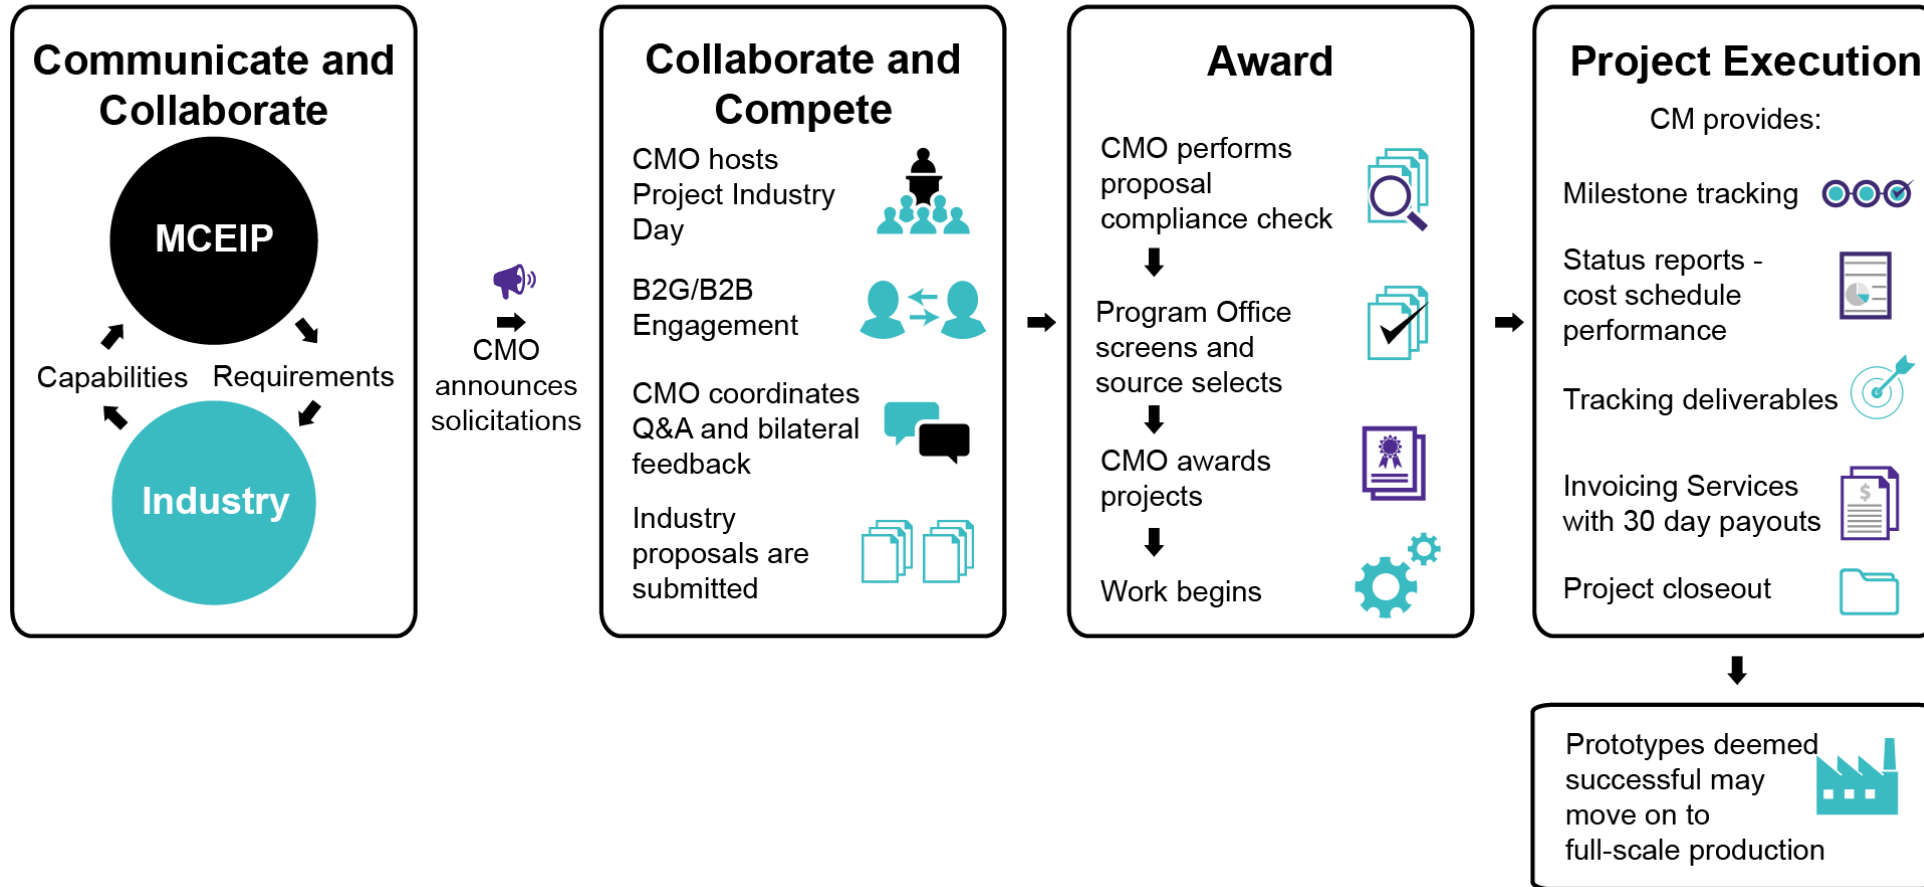 Communicate and
Collaborate
MCEIP
Capabilities
Requirements
Industry
CMO
announces
solicitations
Collaborate and
Compete
CMO hosts
Project Industry
Day
B2G/B2B
Engagement
CMO coordinates
Q&A and bilateral
feedback
Industry
proposals are
submitted
Award
CMO performs
proposal
compliance check
Program Office
screens and
source selects
CMO awards
projects
Work begins
Project Execution
CM provides:
Milestone tracking
Status reports -
cost schedule
performance
Tracking deliverables
Invoicing Services
with 30 day payouts
$
Project closeout
Prototypes deemed
successful may
move on to
full-scale production